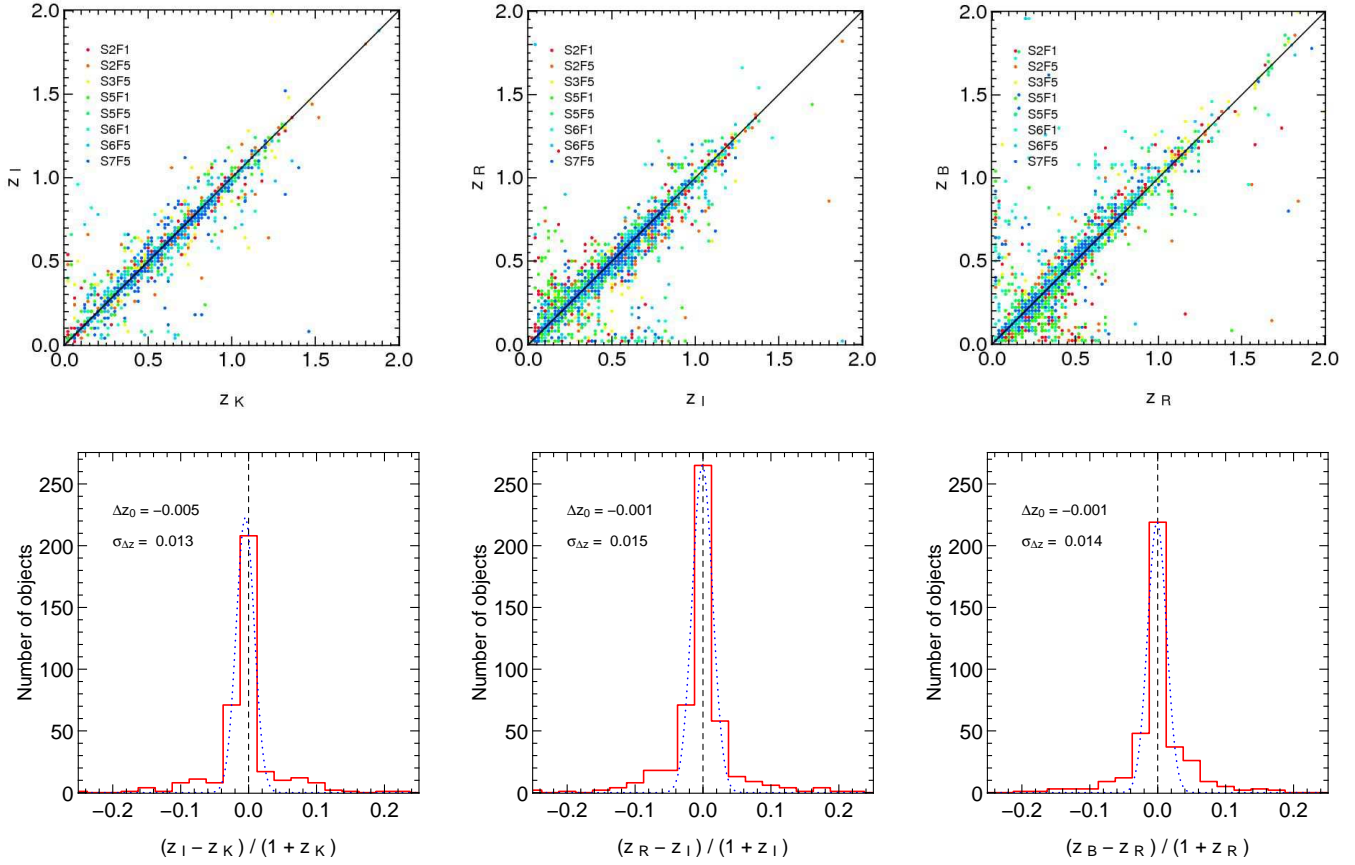 2.0
1.5
1.0
0.5
0.0
z I
S2F1
S2F5
S3F5
S5F1
S5F5
S6F1
S6F5
S7F5
0.0 0.5 1.0 1.5 2.0
z K
2.0
1.5
1.0
0.5
0.0
z R
S2F1
S2F5
S3F5
S5F1
S5F5
S6F1
S6F5
S7F5
0.0 0.5 1.0 1.5 2.0
z I
2.0
1.5
1.0
0.5
0.0
z B
S2F1
S2F5
S3F5
S5F1
S5F5
S6F1
S6F5
S7F5
0.0 0.5 1.0 1.5 2.0
z R
Number of objects
250
200
150
100
50
0
Δz0 = −0.005
σΔz = 0.013
−0.2 −0.1 0.0 0.1 0.2
(z I − z K) / (1 + z K)
Number of objects
250
200
150
100
50
0
Δz0 = −0.001
σΔz = 0.015
−0.2 −0.1 0.0 0.1 0.2
(z R − z I) / (1 + z I)
Number of objects
250
200
150
100
50
0
Δz0 = −0.001
σΔz = 0.014
−0.2 −0.1 0.0 0.1 0.2
(z B − z R) / (1 + z R)